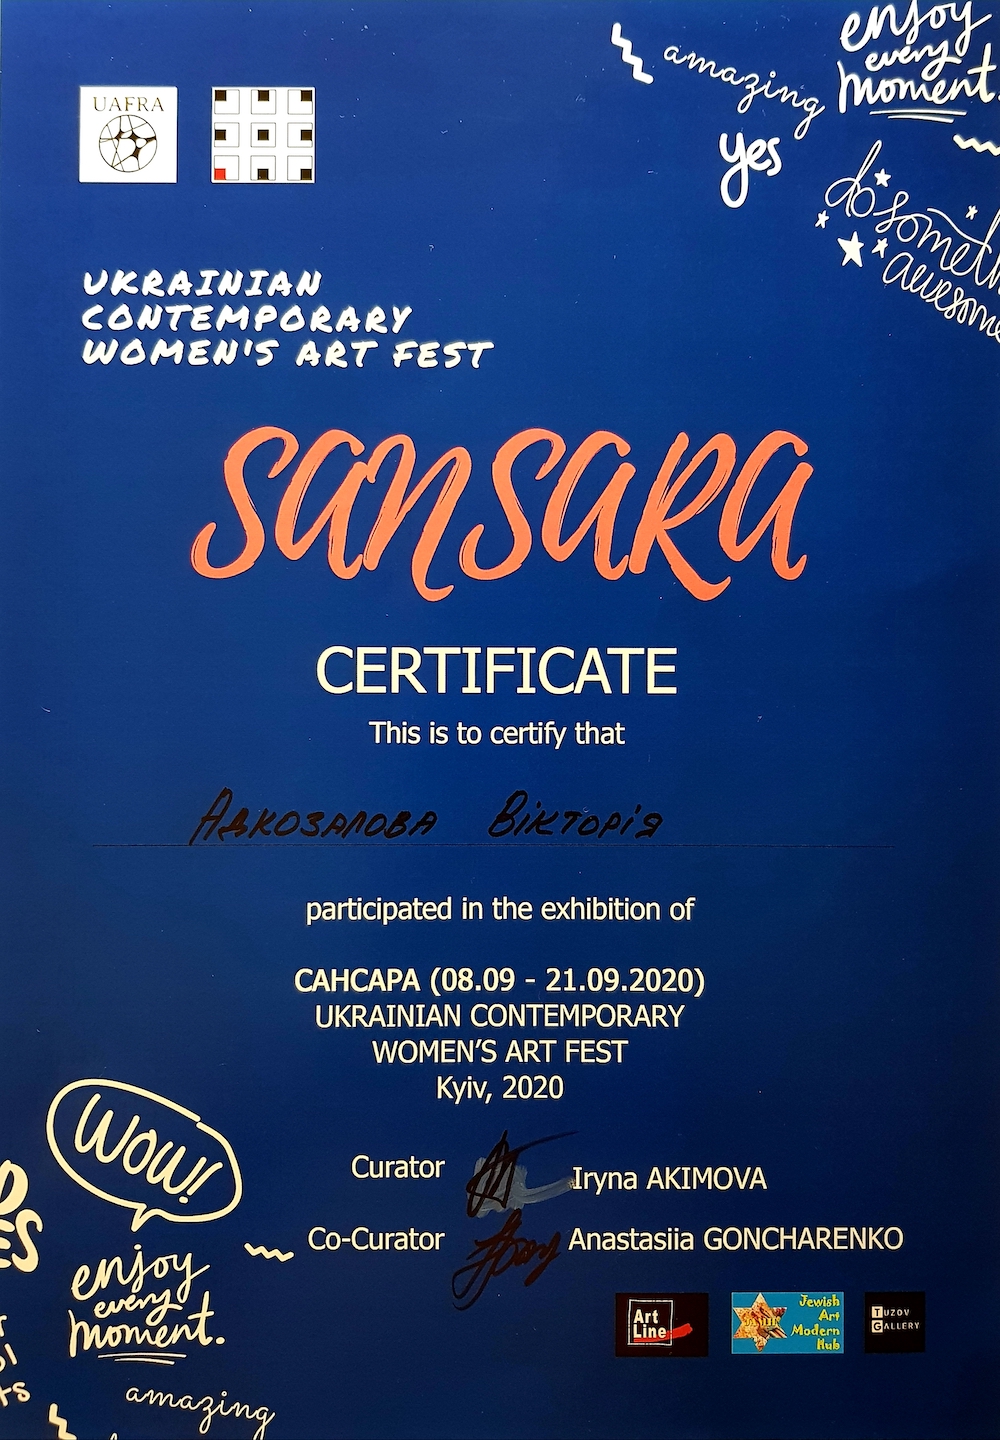 UAFRA
enjoy
every
moment.
amazing
yes
do someth
awesome
UKRAINIAN
CONTEMPORARY
WOMEN'S ART FEST
SANSARA
CERTIFICATE
This is to certify that
Адкозалова Вікторія
participated in the exhibition of
САНСАРА (08.09 - 21.09.2020)
UKRAINIAN CONTEMPORARY
WOMEN’S ART FEST
Kyiv, 2020
Curator Iryna AKIMOVA
Co-Curator Anastasiia GONCHARENKO
WOW!
enjoy
every
moment.
amazing
Art
Line
Jewish
Art
Modern
Hub
TUZOV
GALLERY